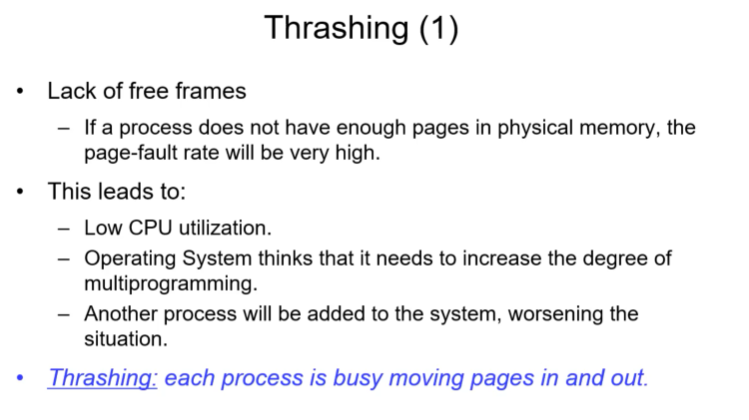 Thrashing (1)
• Lack of free frames
– If a process does not have enough pages in physical memory, the
page-fault rate will be very high.
• This leads to:
– Low CPU utilization.
– Operating System thinks that it needs to increase the degree of
multiprogramming.
– Another process will be added to the system, worsening the
situation.
• Thrashing: each process is busy moving pages in and out.